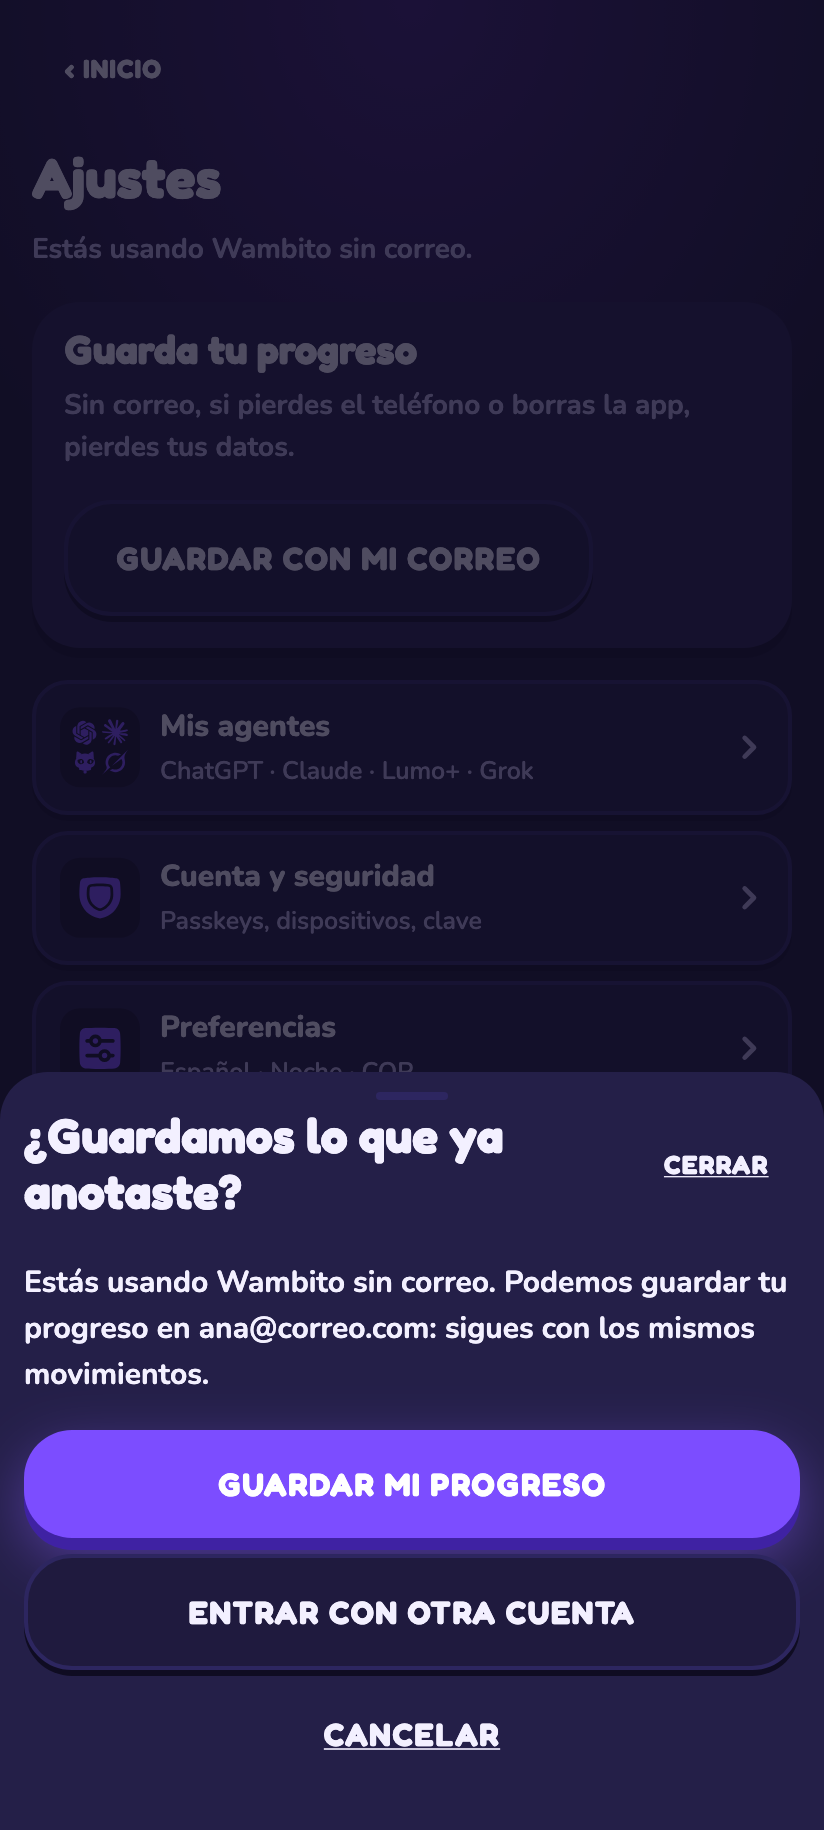 ‹ INICIO
Ajustes
Estás usando Wambito sin correo.
Guarda tu progreso
Sin correo, si pierdes el teléfono o borras la app,
pierdes tus datos.
GUARDAR CON MI CORREO
Mis agentes
ChatGPT · Claude · Lumo+ · Grok
Cuenta y seguridad
Passkeys, dispositivos, clave
Preferencias
Español · Noche · COP
¿Guardamos lo que ya
anotaste?
CERRAR
Estás usando Wambito sin correo. Podemos guardar tu
progreso en ana@correo.com: sigues con los mismos
movimientos.
GUARDAR MI PROGRESO
ENTRAR CON OTRA CUENTA
CANCELAR